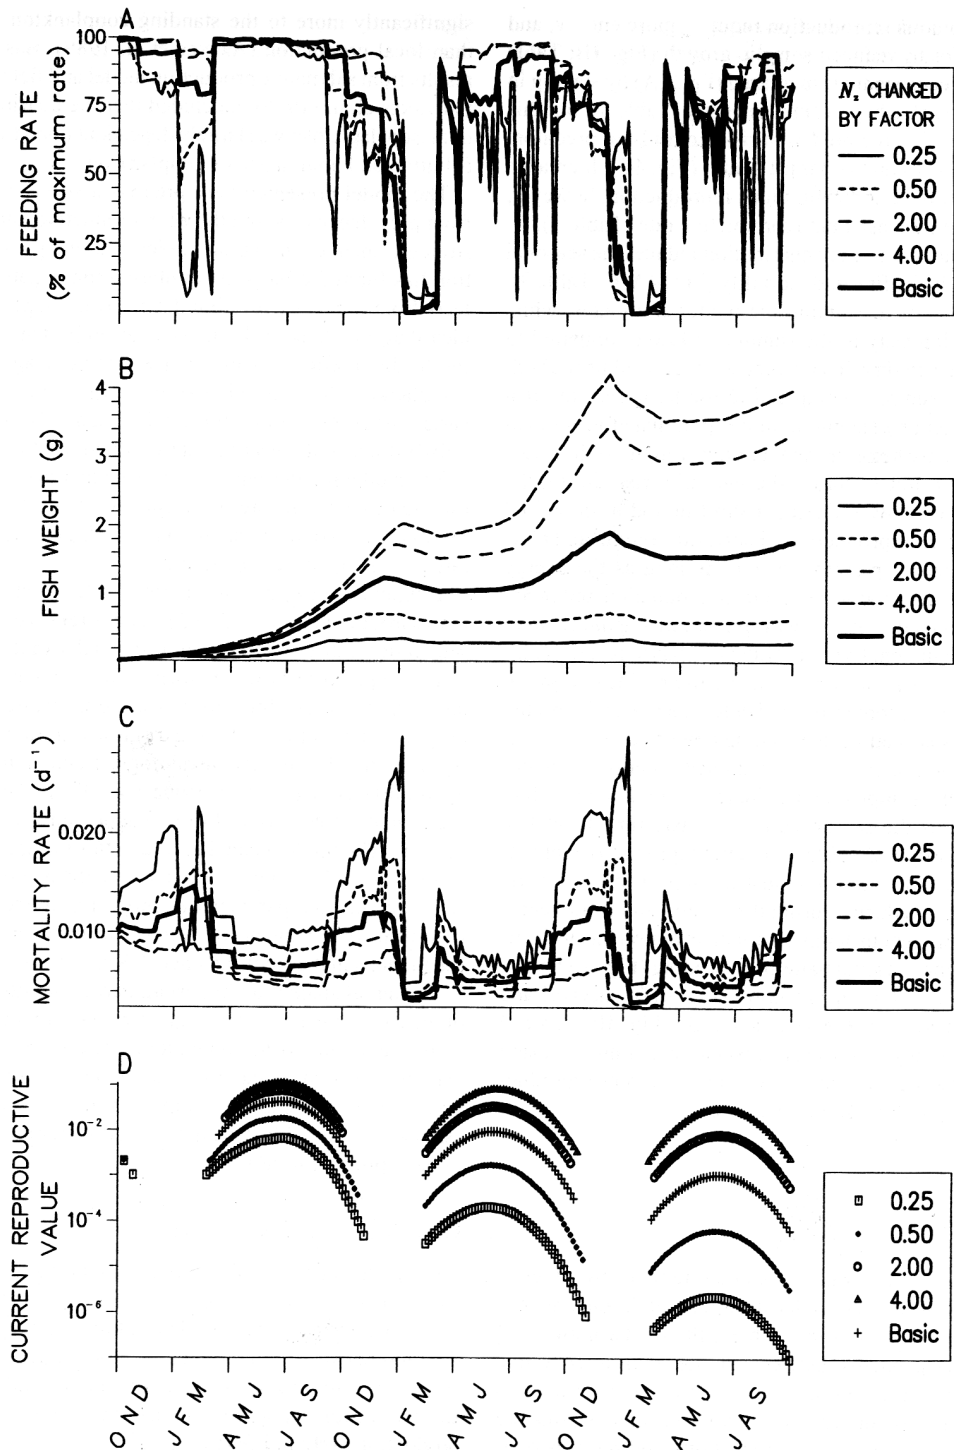 A
100
75
50
25
FEEDING RATE
(% of maximum rate)
Nz CHANGED
BY FACTOR
0.25
0.50
2.00
4.00
Basic
B
4
3
2
1
FISH WEIGHT (g)
0.25
0.50
2.00
4.00
Basic
C
0.020
0.010
MORTALITY RATE (d⁻¹)
0.25
0.50
2.00
4.00
Basic
D
10⁻²
10⁻⁴
10⁻⁶
CURRENT REPRODUCTIVE
VALUE
0.25
0.50
2.00
4.00
Basic
O N D J F M A M J J A S O N D J F M A M J J A S O N D J F M A M J J A S